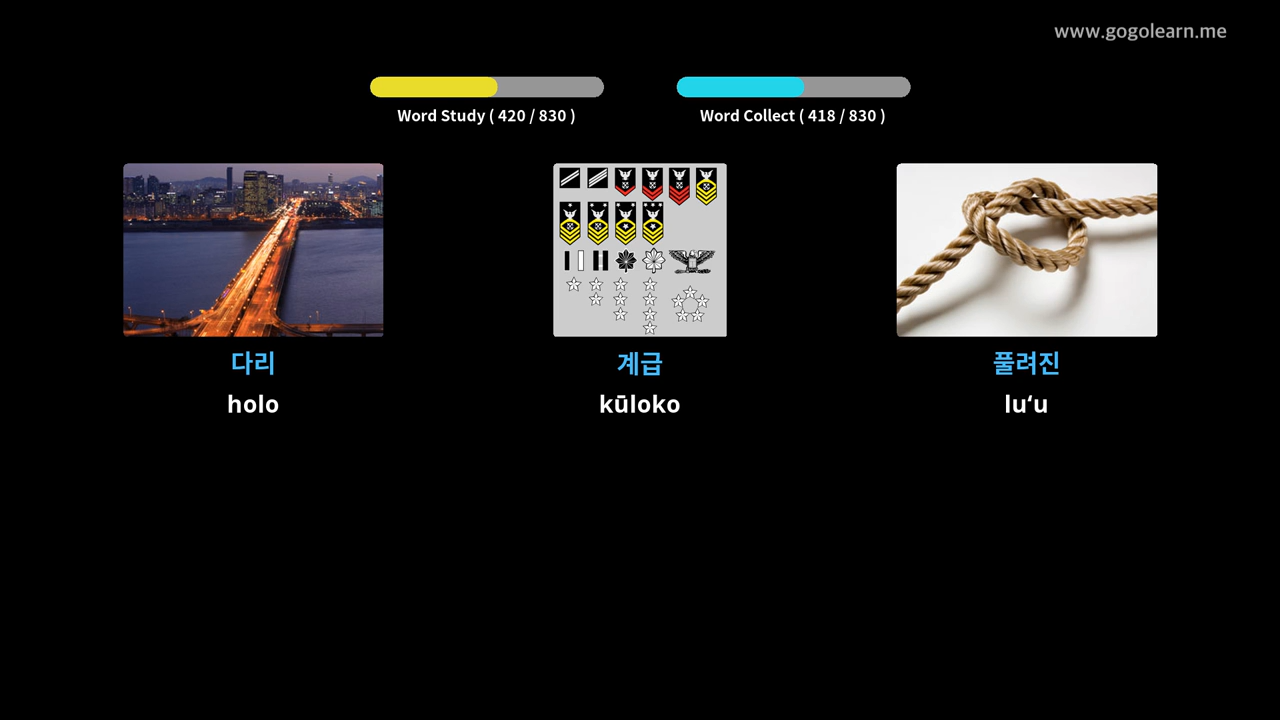 www.gogolearn.me
Word Study ( 420 / 830 )
Word Collect ( 418 / 830 )
다리
계급
풀려진
holo
kūloko
luʻu